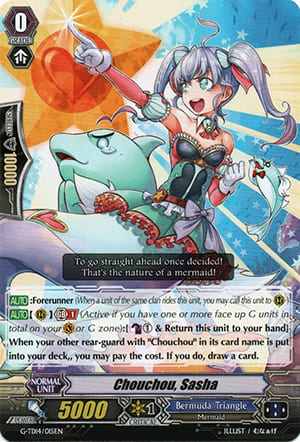 GRADE
0
SHIELD
10000
To go straight ahead once decided!
That's the nature of a mermaid!
AUTO:Forerunner (When a unit of the same clan rides this unit, you may call this unit to (RC))
AUTO [(RC)] GB 1 (Active if you have one or more face up G units in
total on your (VC) or G zone):[ 1 & Return this unit to your hand]
When your other rear-guard with "Chouchou" in its card name is put
into your deck,, you may pay the cost. If you do, draw a card.
NORMAL UNIT
Chouchou, Sasha
POWER
5000
1
CRITICAL
Bermuda Triangle
Mermaid
G-TD14/015EN
ILLUST